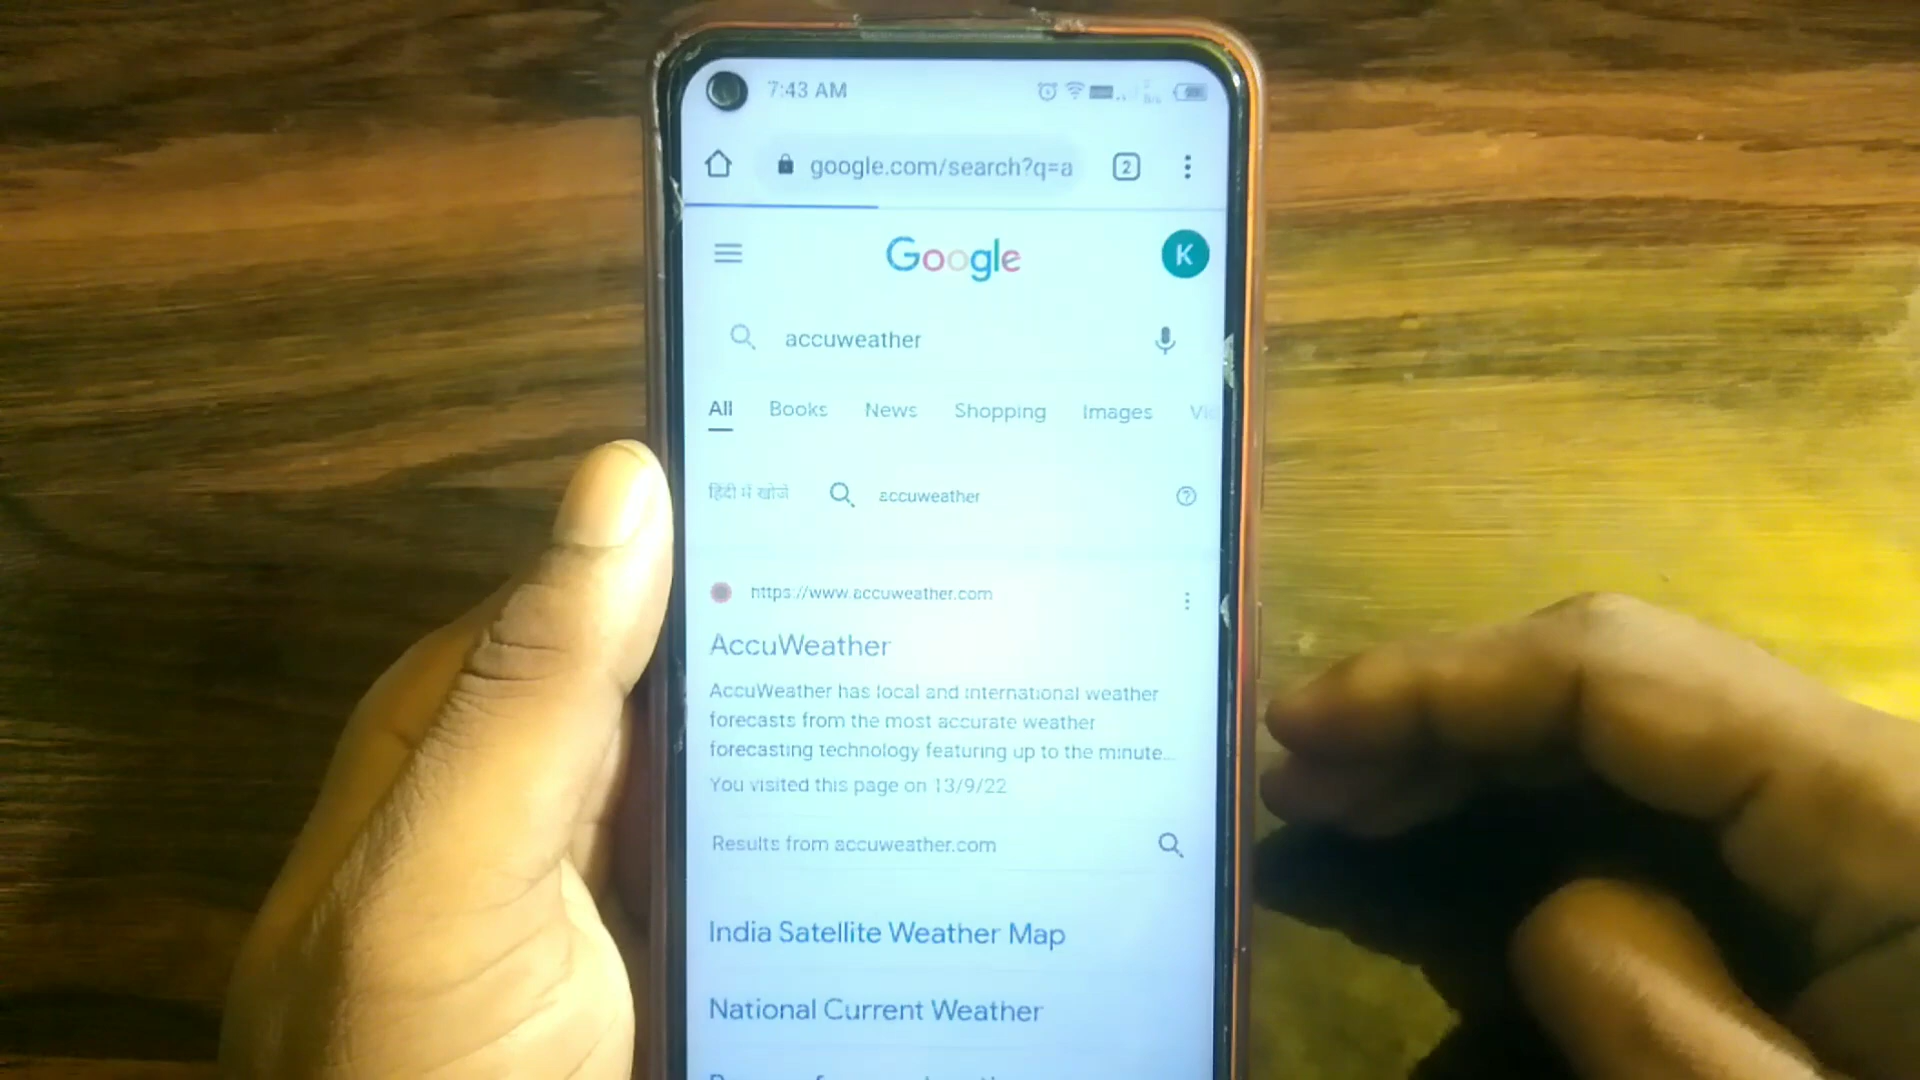 7:43 AM
google.com/search?q=a
2
Google
K
accuweather
All Books News Shopping Images
हिंदी में खोजें accuweather
https://www.accuweather.com
AccuWeather
AccuWeather has local and international weather
forecasts from the most accurate weather
forecasting technology featuring up to the minute...
You visited this page on 13/9/22
Results from accuweather.com
India Satellite Weather Map
National Current Weather